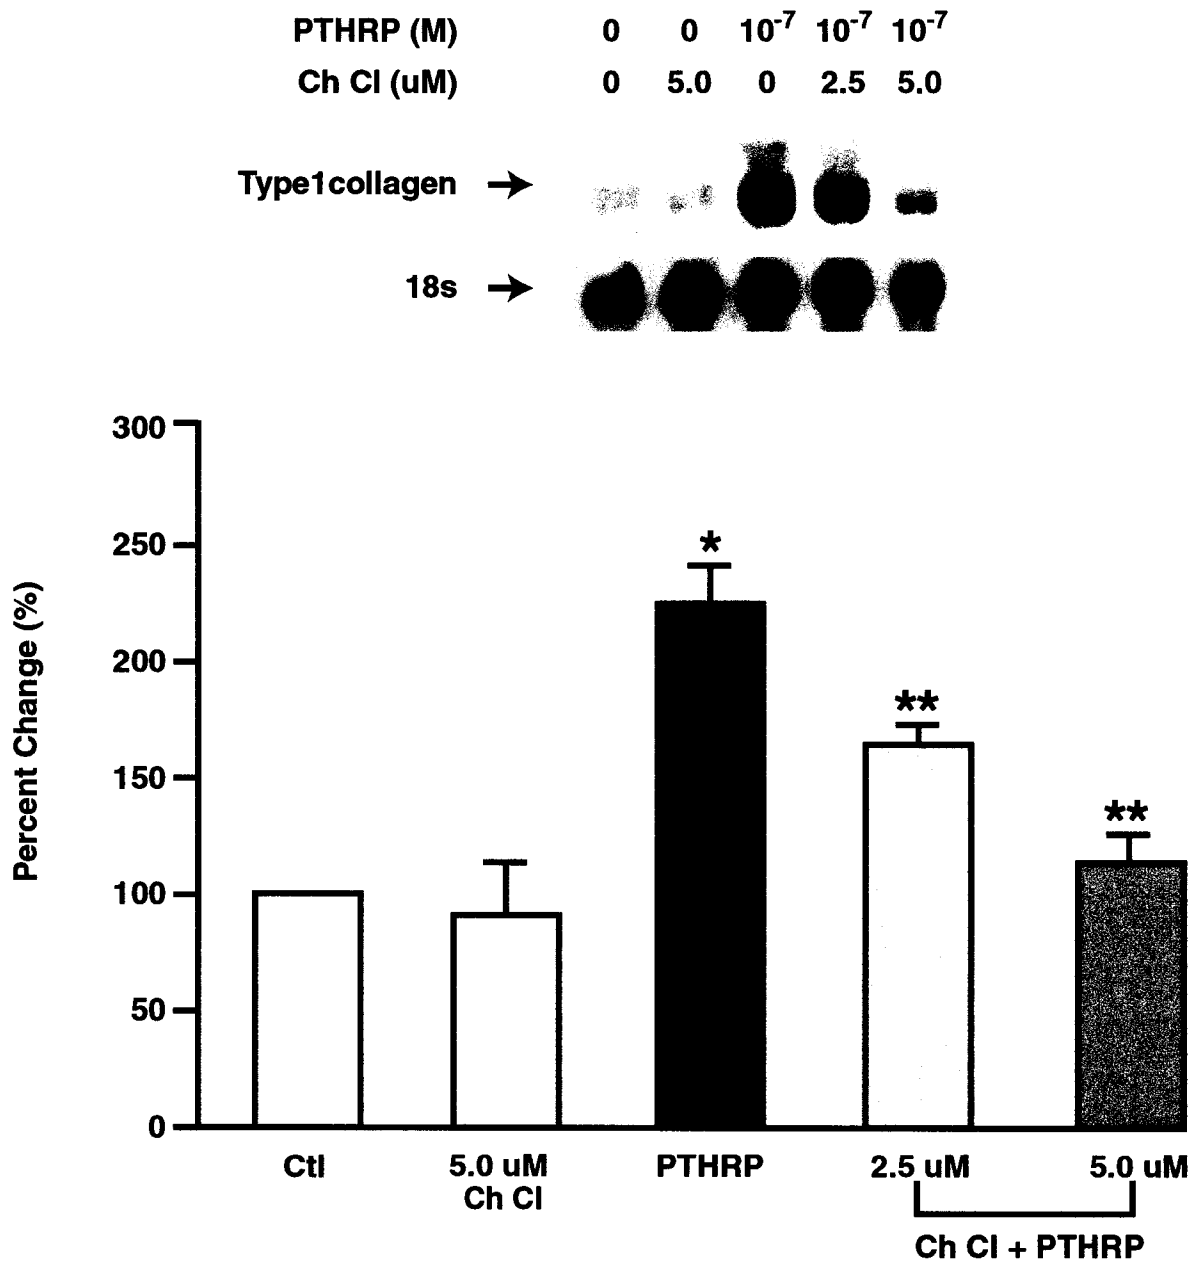 PTHRP (M) 0 0 10⁻⁷ 10⁻⁷ 10⁻⁷
Ch Cl (uM) 0 5.0 0 2.5 5.0
Type1collagen
18s
300
250
200
150
100
50
0
Percent Change (%)
*
**
**
Ctl 5.0 uM PTHRP 2.5 uM 5.0 uM
Ch Cl
Ch Cl + PTHRP